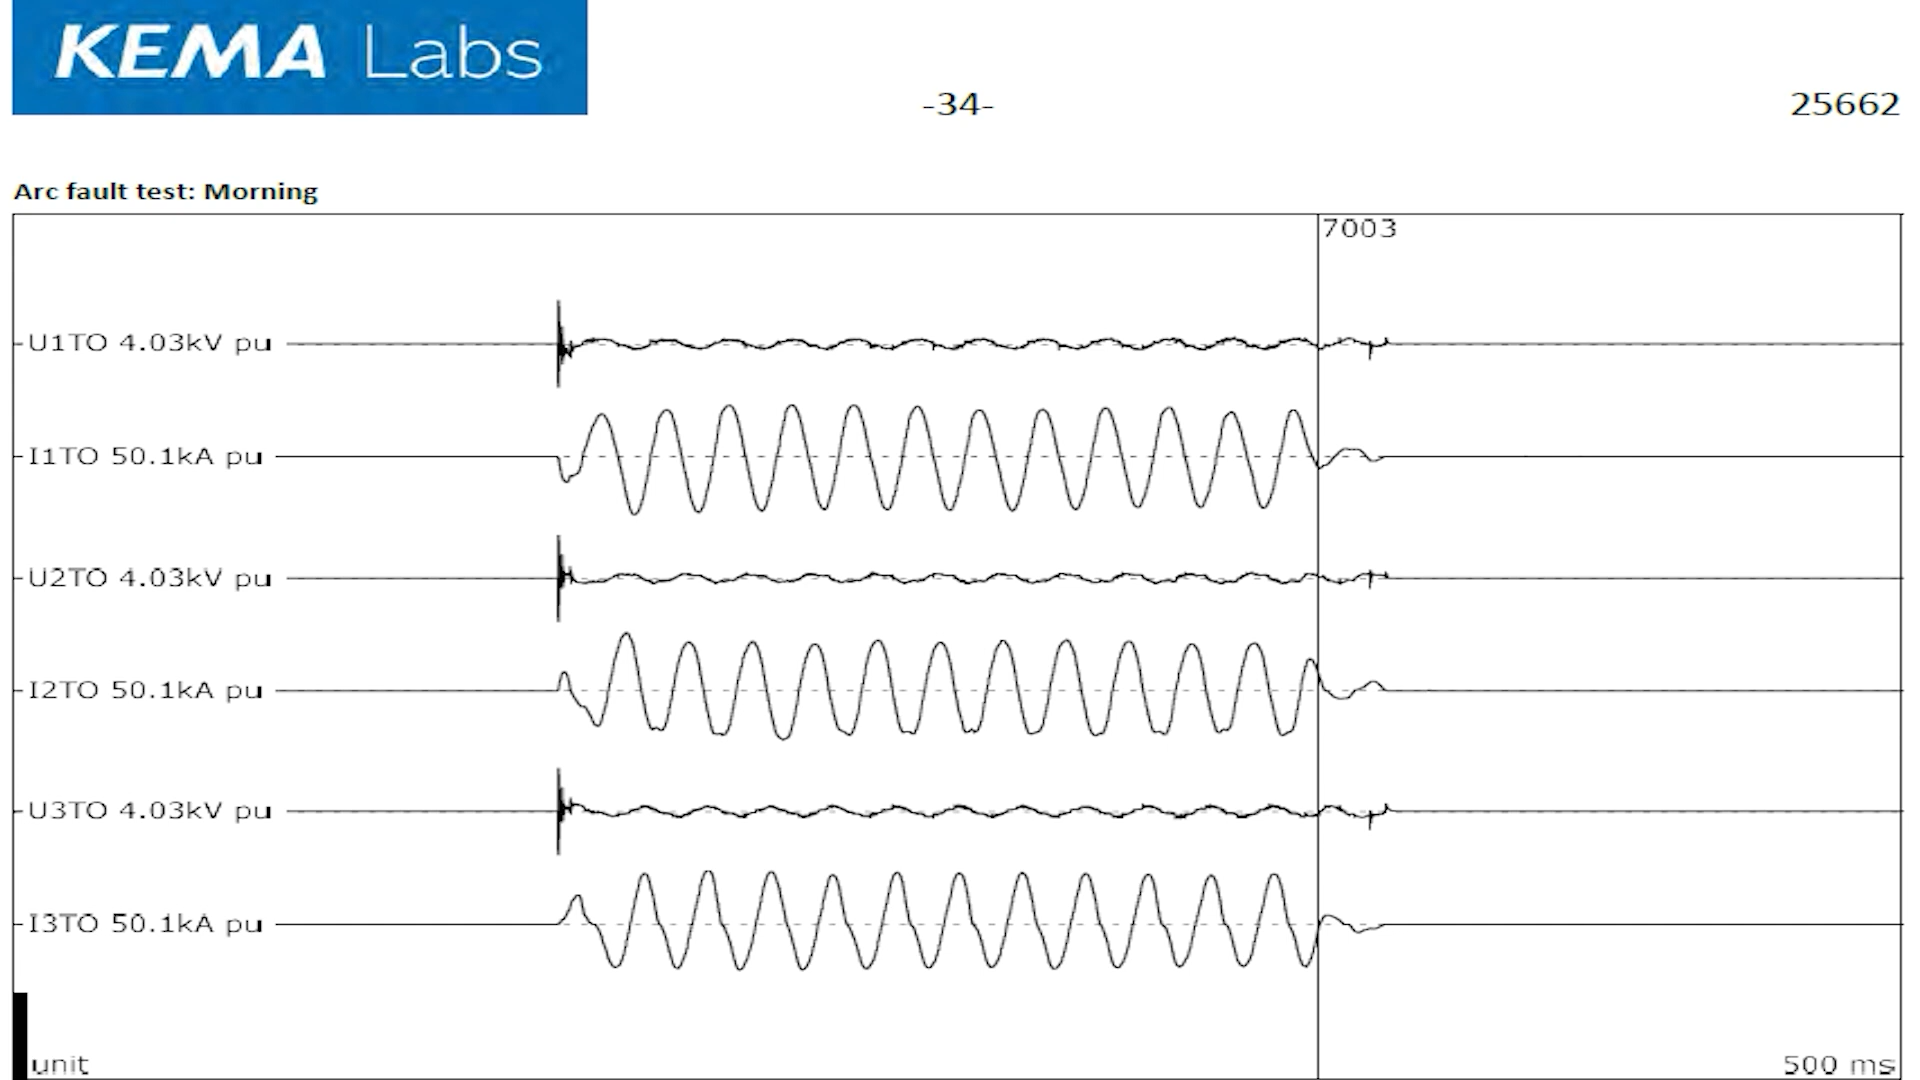 KEMA Labs
-34-
25662
Arc fault test: Morning
7003
U1TO 4.03kV pu
I1TO 50.1kA pu
U2TO 4.03kV pu
I2TO 50.1kA pu
U3TO 4.03kV pu
I3TO 50.1kA pu
unit
500 ms